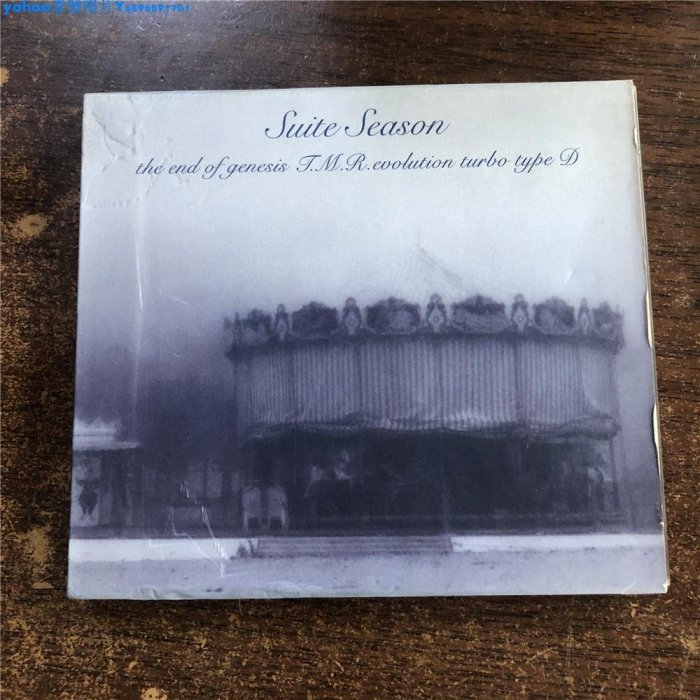 Suite Season
the end of genesis T.M.R.evolution turbo type D